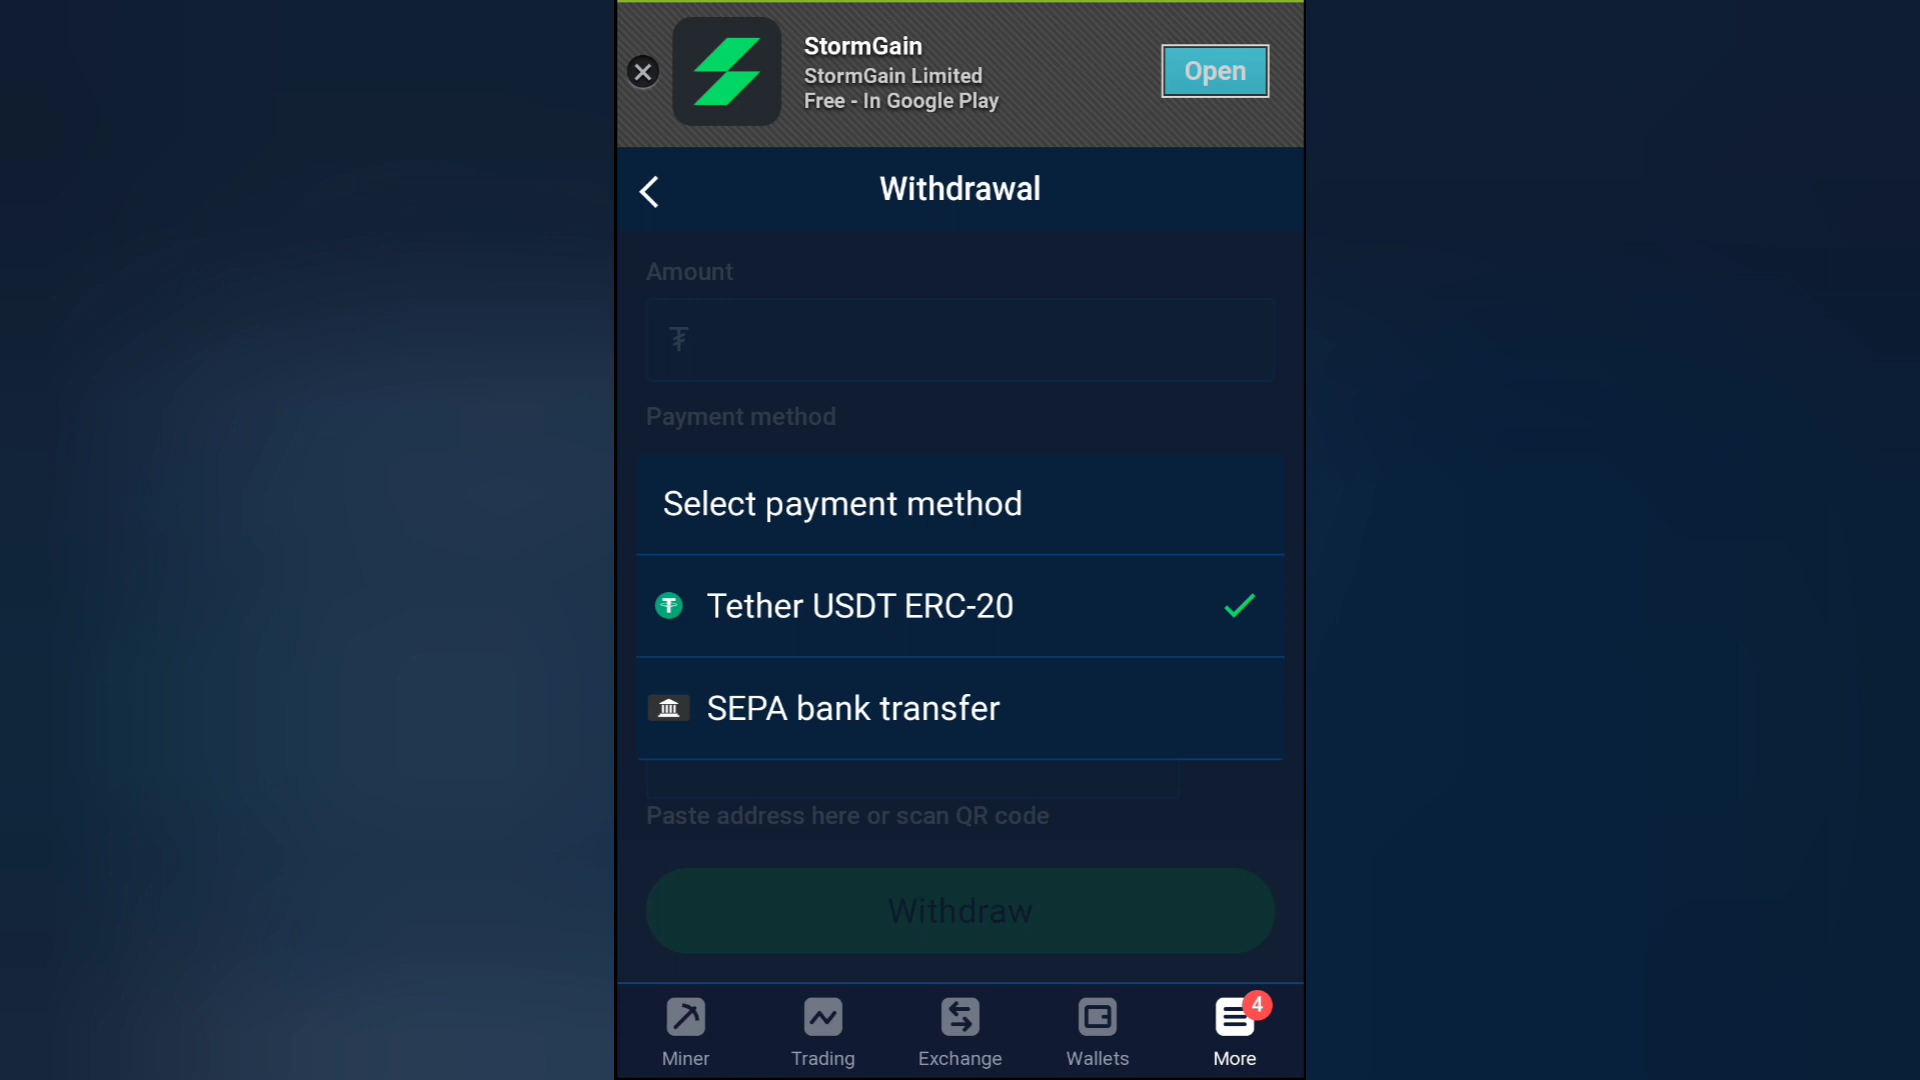 StormGain
StormGain Limited
Free - In Google Play
Open
Withdrawal
Amount
₮
Payment method
Select payment method
Tether USDT ERC-20
SEPA bank transfer
Paste address here or scan QR code
Withdraw
4
Miner
Trading
Exchange
Wallets
More